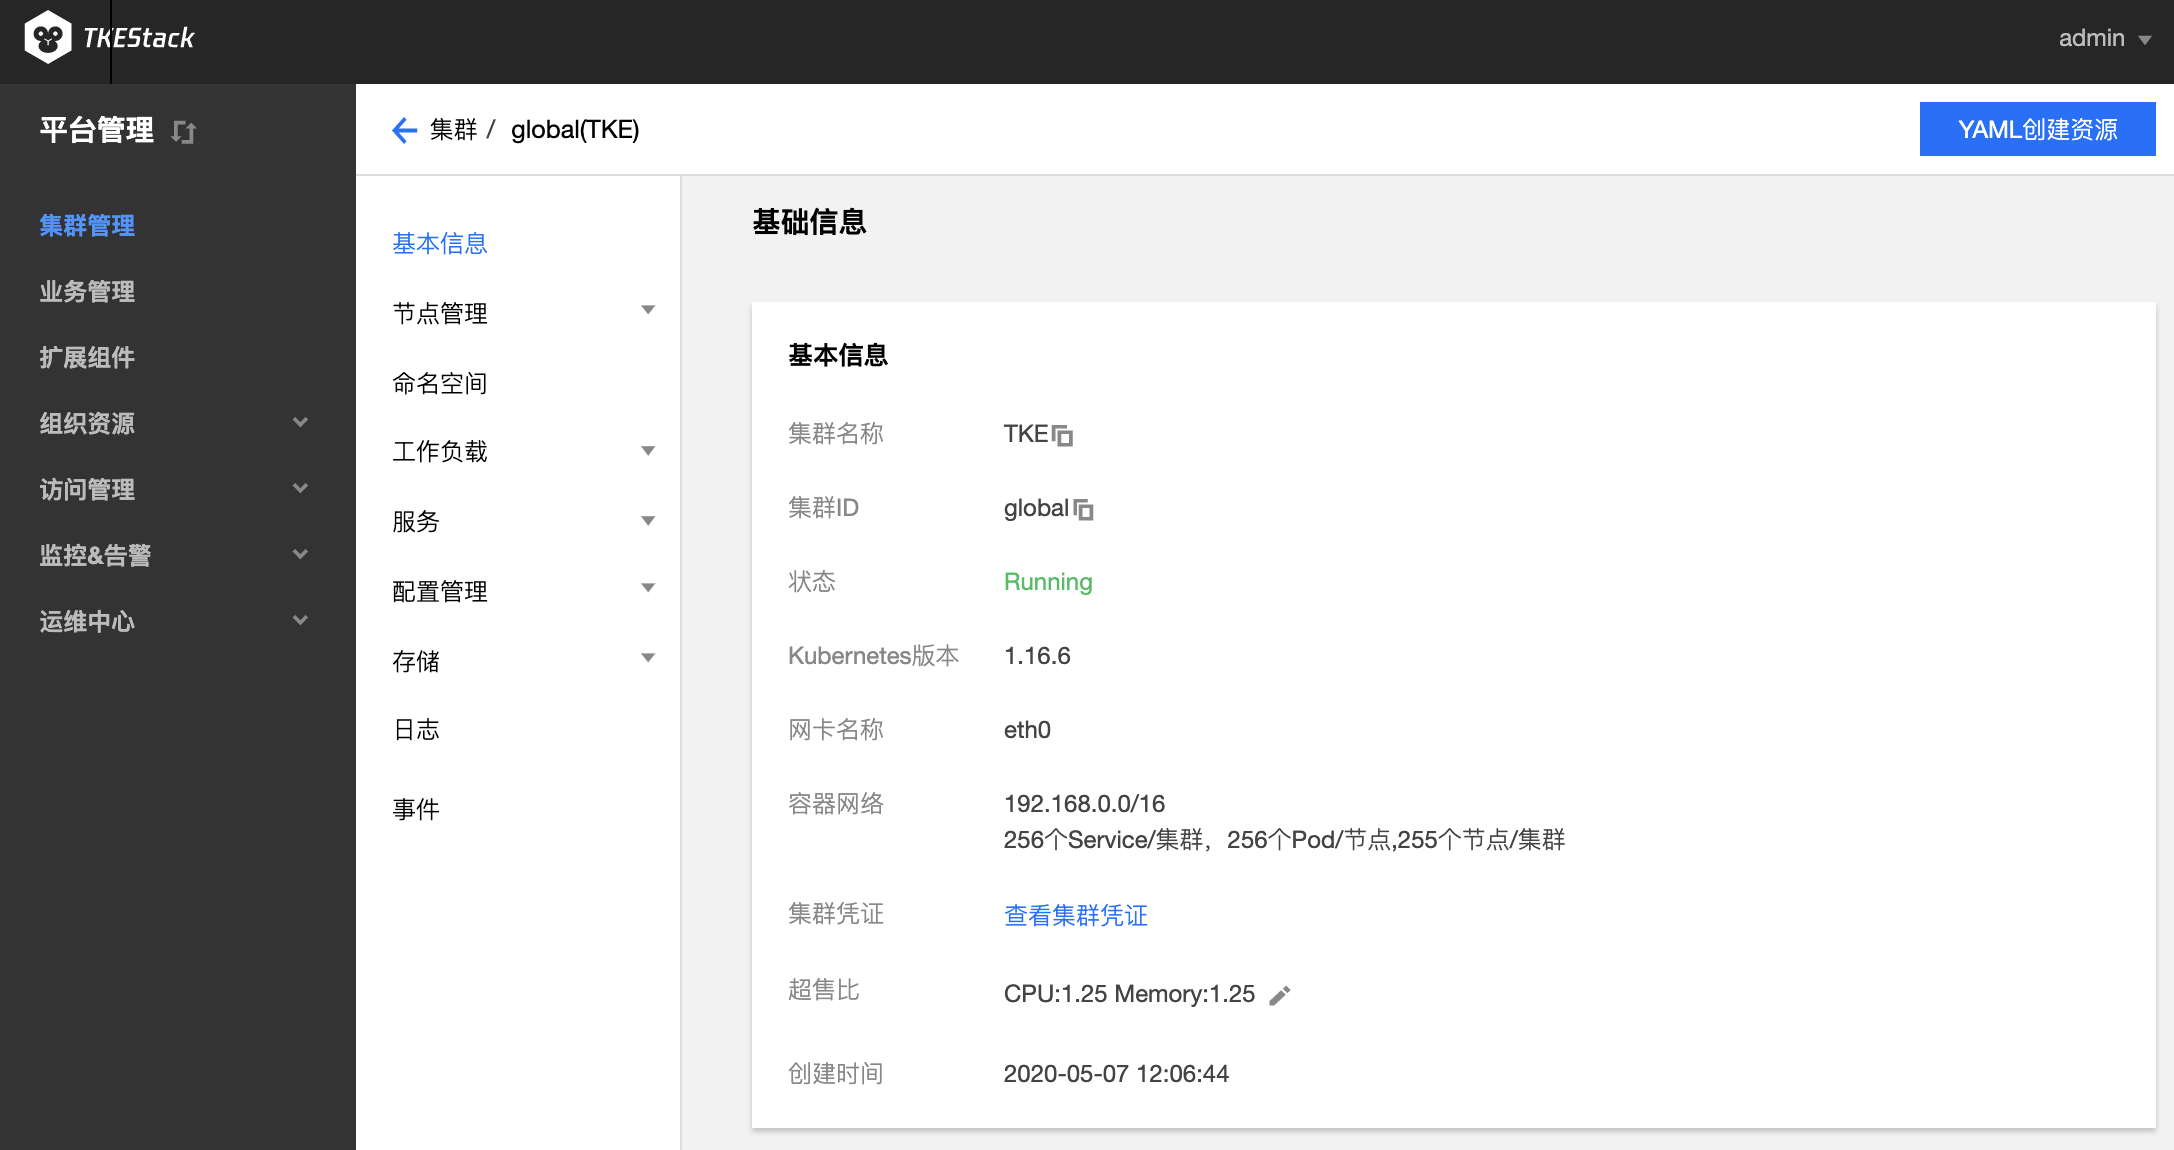 TKEStack
admin
平台管理
集群管理
业务管理
扩展组件
组织资源
访问管理
监控&告警
运维中心
集群 / global(TKE)
YAML创建资源
基本信息
节点管理
命名空间
工作负载
服务
配置管理
存储
日志
事件
基础信息
基本信息
集群名称 TKE
集群ID global
状态 Running
Kubernetes版本 1.16.6
网卡名称 eth0
容器网络 192.168.0.0/16
256个Service/集群，256个Pod/节点,255个节点/集群
集群凭证 查看集群凭证
超售比 CPU:1.25 Memory:1.25
创建时间 2020-05-07 12:06:44